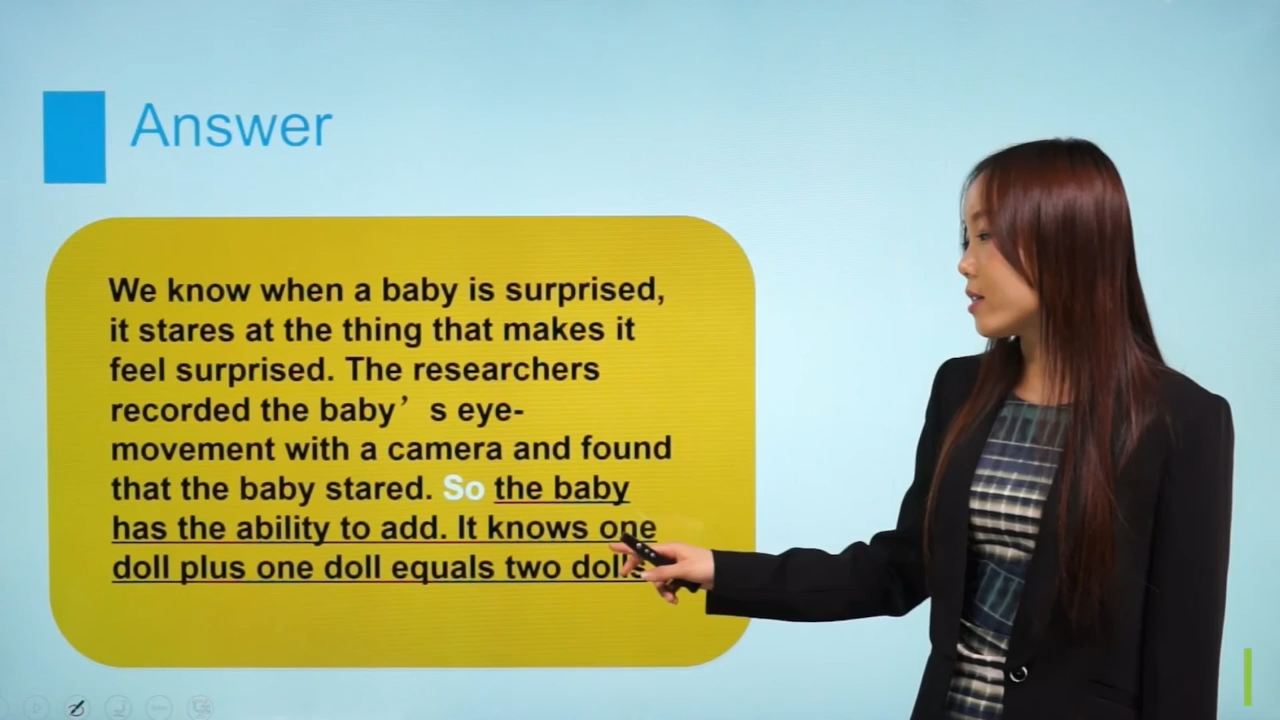 Answer
We know when a baby is surprised,
it stares at the thing that makes it
feel surprised. The researchers
recorded the baby’ s eye-
movement with a camera and found
that the baby stared. So the baby
has the ability to add. It knows one
doll plus one doll equals two dolls